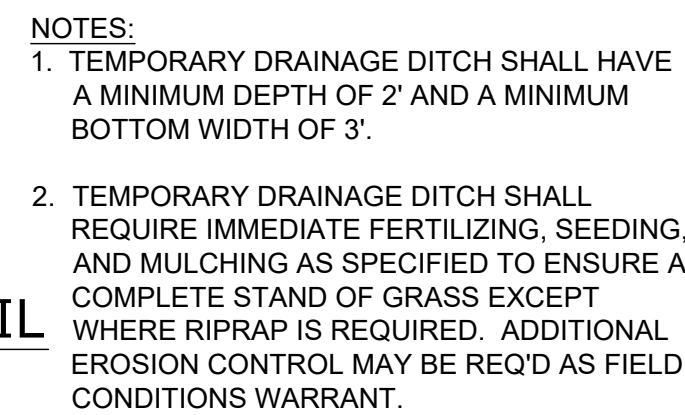 NOTES:
1. TEMPORARY DRAINAGE DITCH SHALL HAVE
A MINIMUM DEPTH OF 2' AND A MINIMUM
BOTTOM WIDTH OF 3'.
2. TEMPORARY DRAINAGE DITCH SHALL
REQUIRE IMMEDIATE FERTILIZING, SEEDING,
AND MULCHING AS SPECIFIED TO ENSURE A
COMPLETE STAND OF GRASS EXCEPT
WHERE RIPRAP IS REQUIRED. ADDITIONAL
EROSION CONTROL MAY BE REQ'D AS FIELD
CONDITIONS WARRANT.